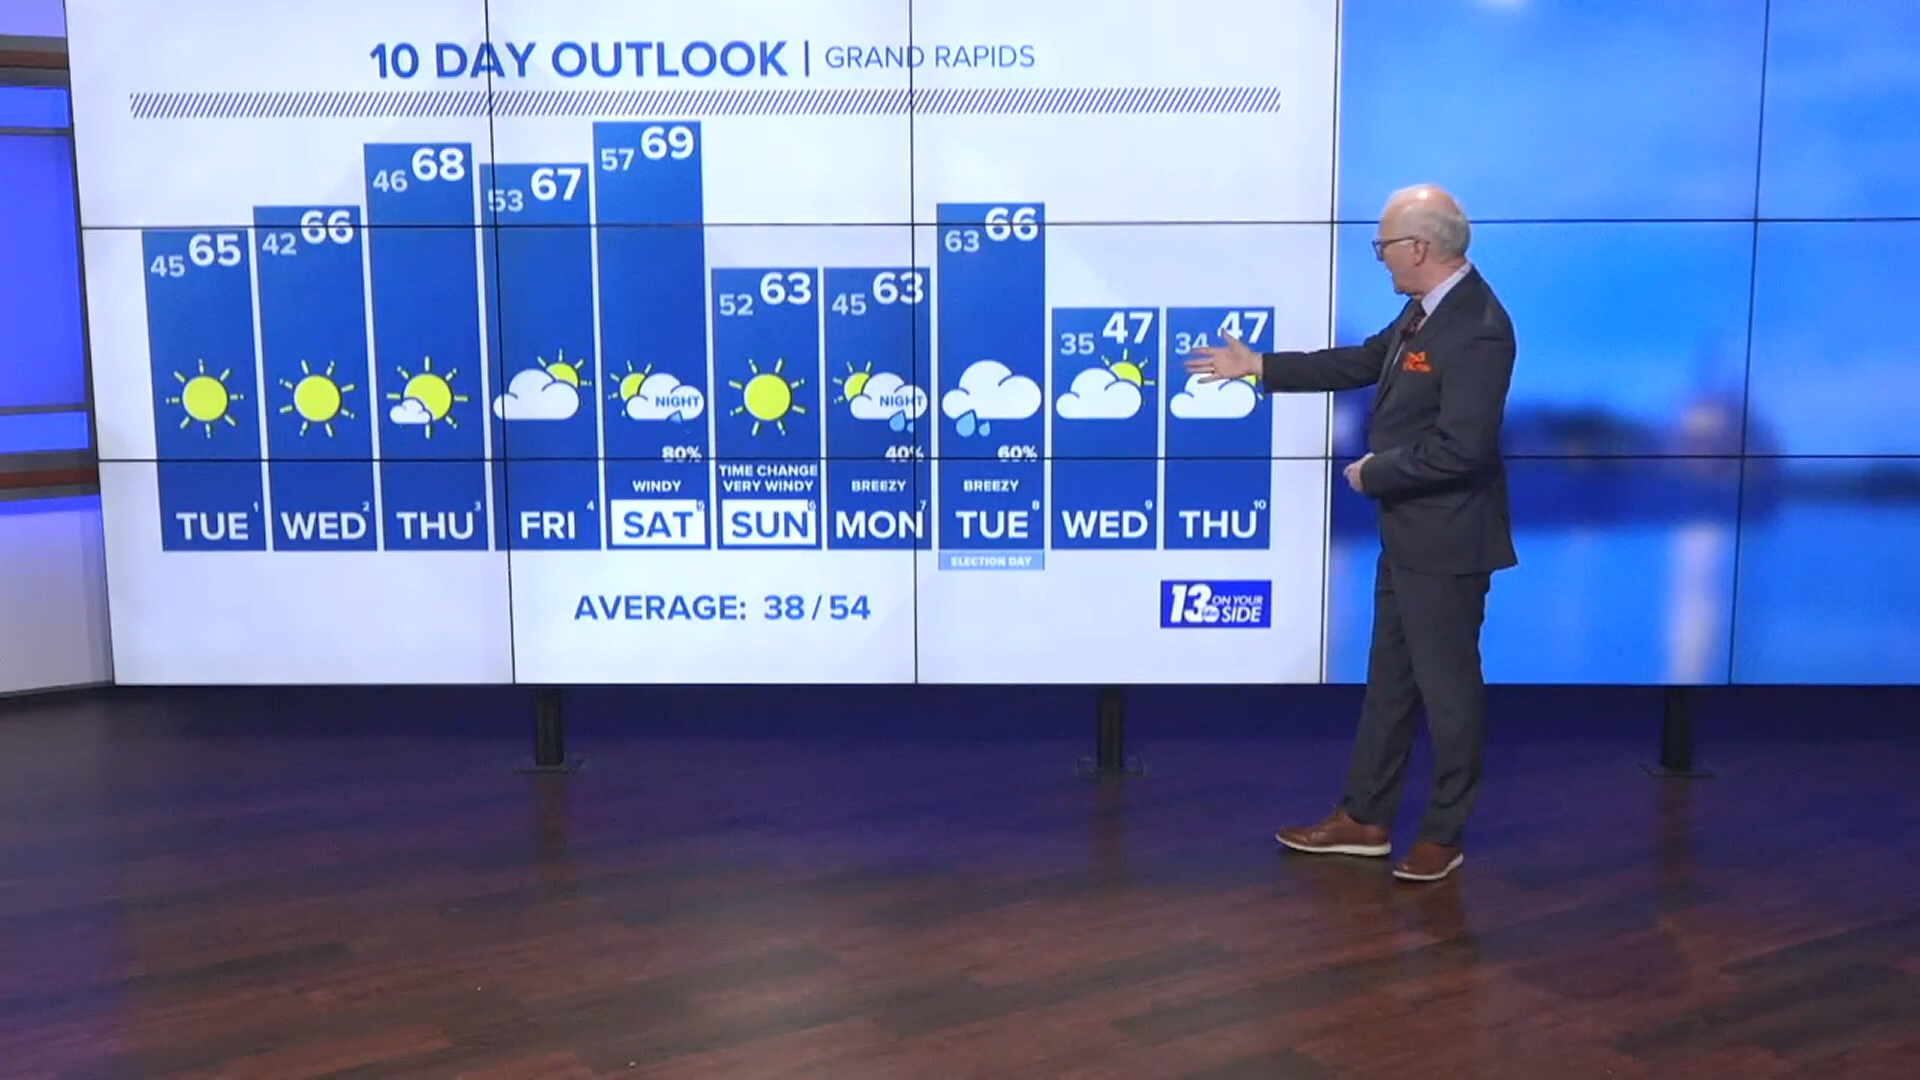 10 DAY OUTLOOK | GRAND RAPIDS
45 65
42 66
46 68
53 67
57 69
52 63
45 63
63 66
35 47
34 47
NIGHT
NIGHT
80%
40%
60%
WINDY
TIME CHANGE
VERY WINDY
BREEZY
BREEZY
TUE 1
WED 2
THU 3
FRI 4
SAT 5
SUN 6
MON 7
TUE 8
WED 9
THU 10
ELECTION DAY
AVERAGE: 38 / 54
13 abc ON YOUR SIDE